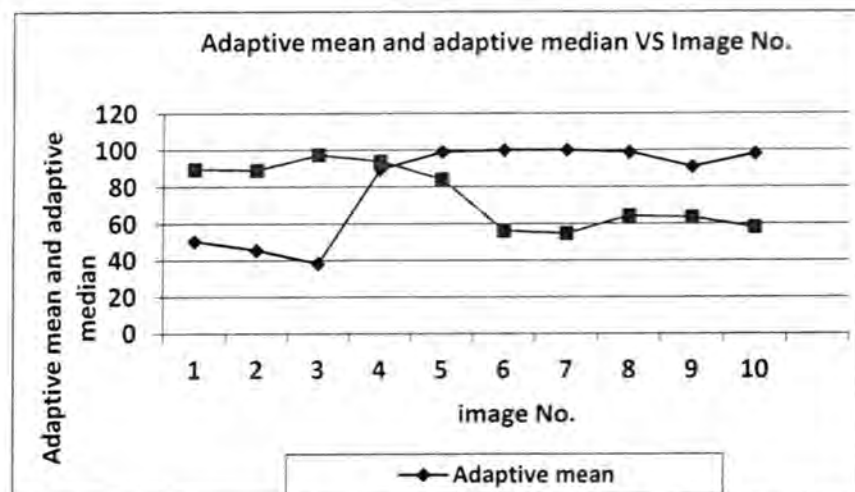 Adaptive mean and adaptive median VS Image No.
Adaptive mean and adaptive
median
120
100
80
60
40
20
0
1 2 3 4 5 6 7 8 9 10
image No.
Adaptive mean